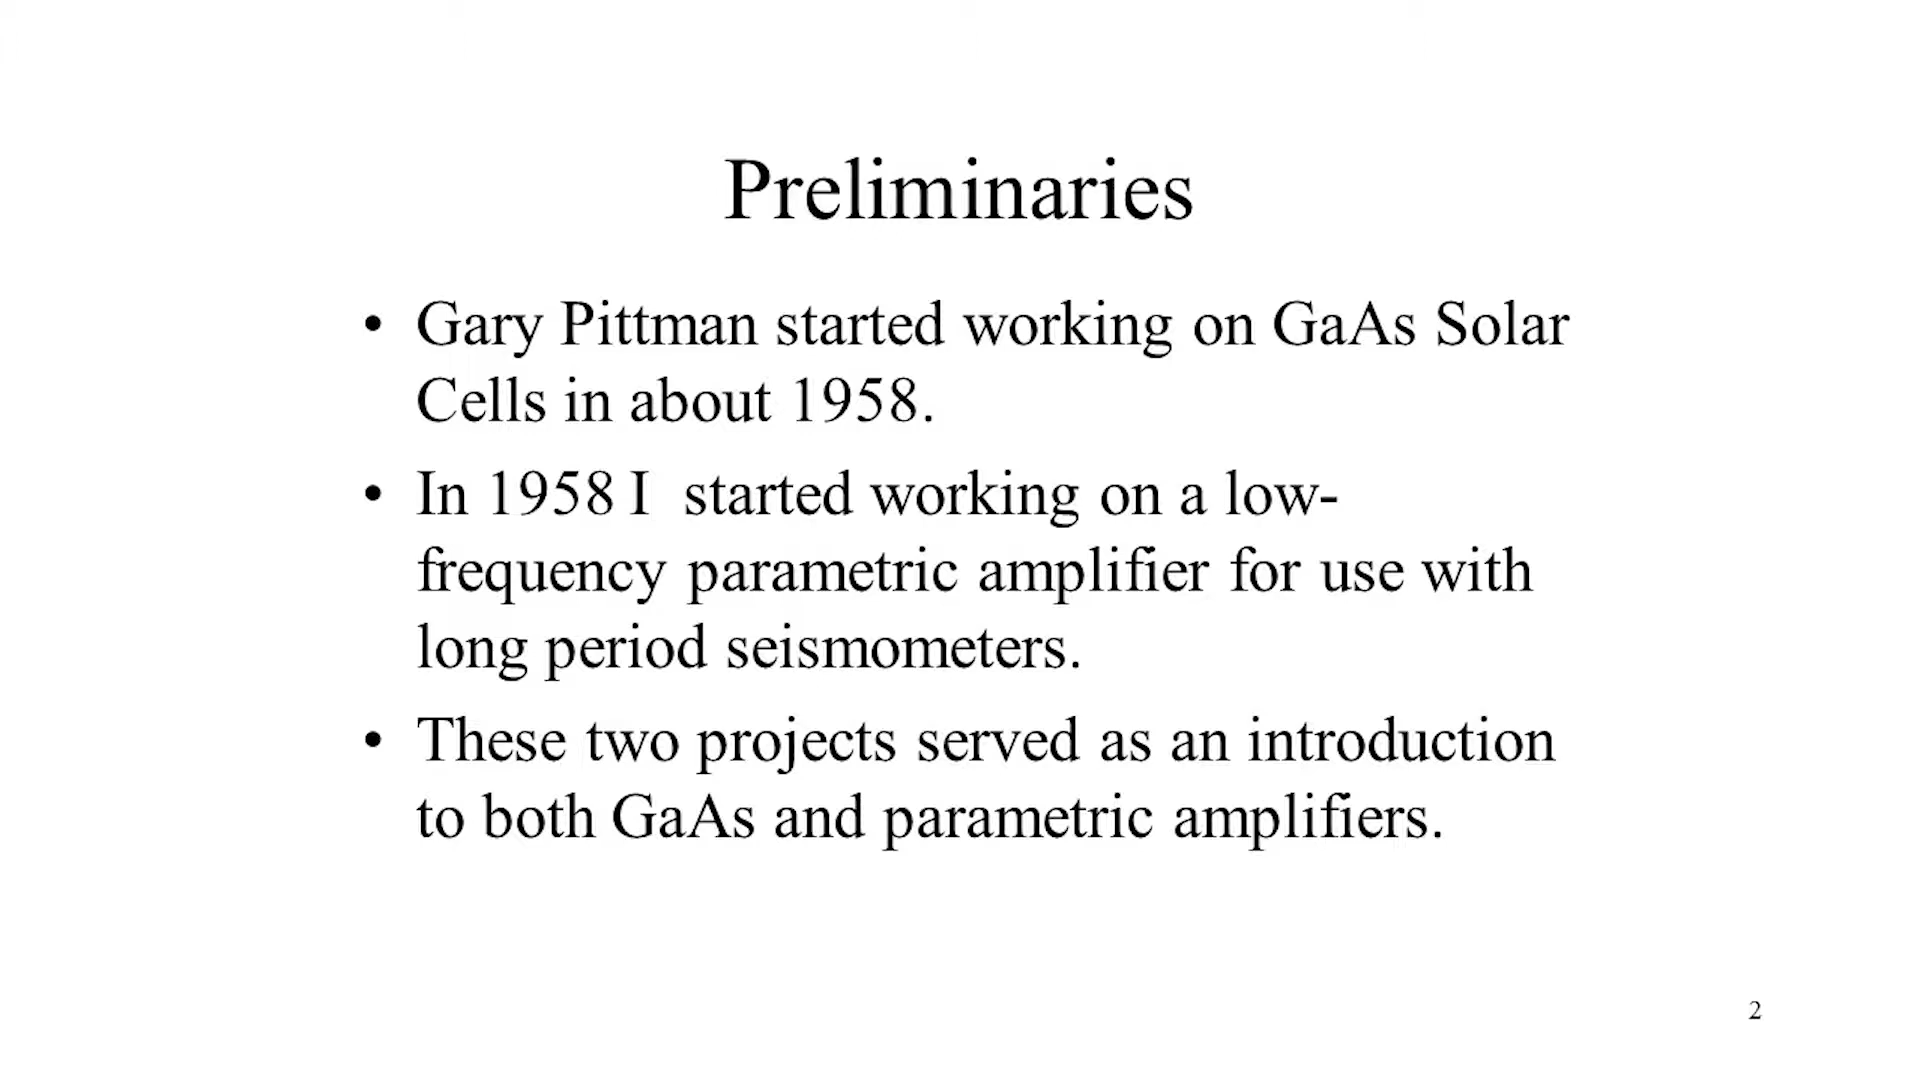 Preliminaries
• Gary Pittman started working on GaAs Solar
Cells in about 1958.
• In 1958 I  started working on a low-
frequency parametric amplifier for use with
long period seismometers.
• These two projects served as an introduction
to both GaAs and parametric amplifiers.
2